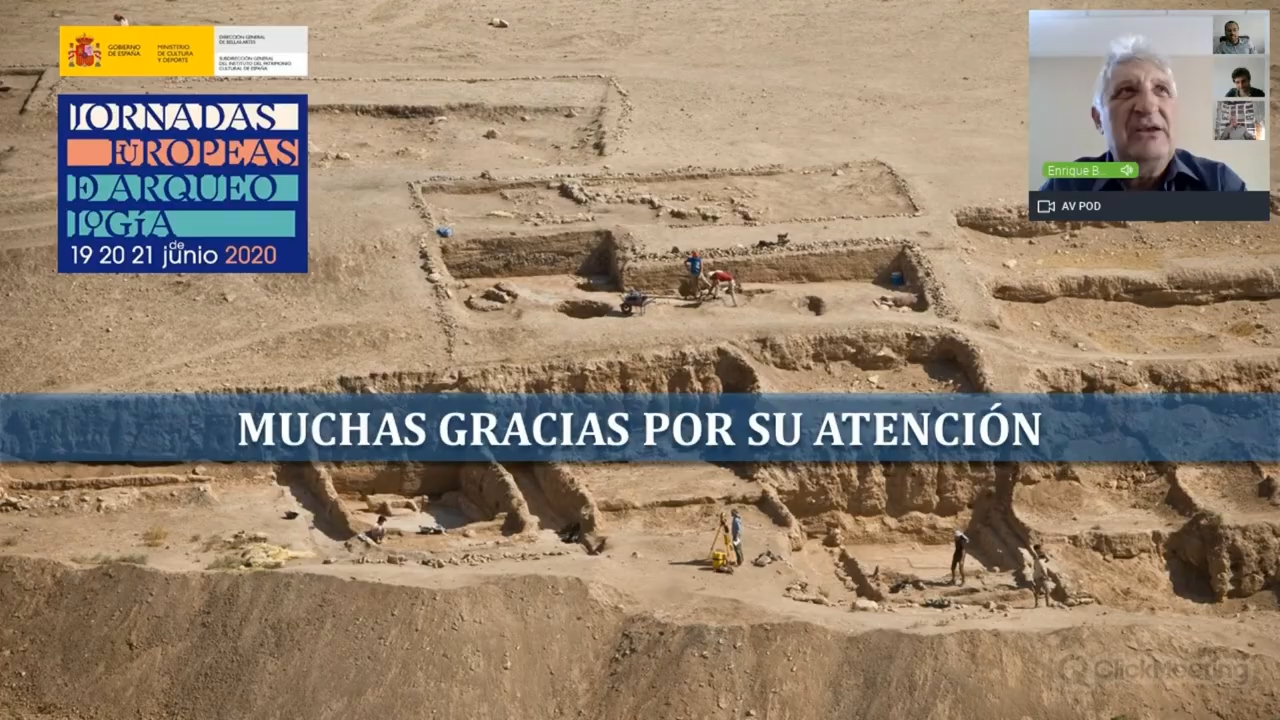 GOBIERNO
DE ESPAÑA
MINISTERIO
DE CULTURA
Y DEPORTE
DIRECCIÓN GENERAL
DE BELLAS ARTES
SUBDIRECCIÓN GENERAL
DEL INSTITUTO DEL PATRIMONIO
CULTURAL DE ESPAÑA
JORNADAS
EUROPEAS
DE ARQUEO
LOGÍA
19 20 21 de junio 2020
Enrique B...
AV POD
MUCHAS GRACIAS POR SU ATENCIÓN
ClickMeeting